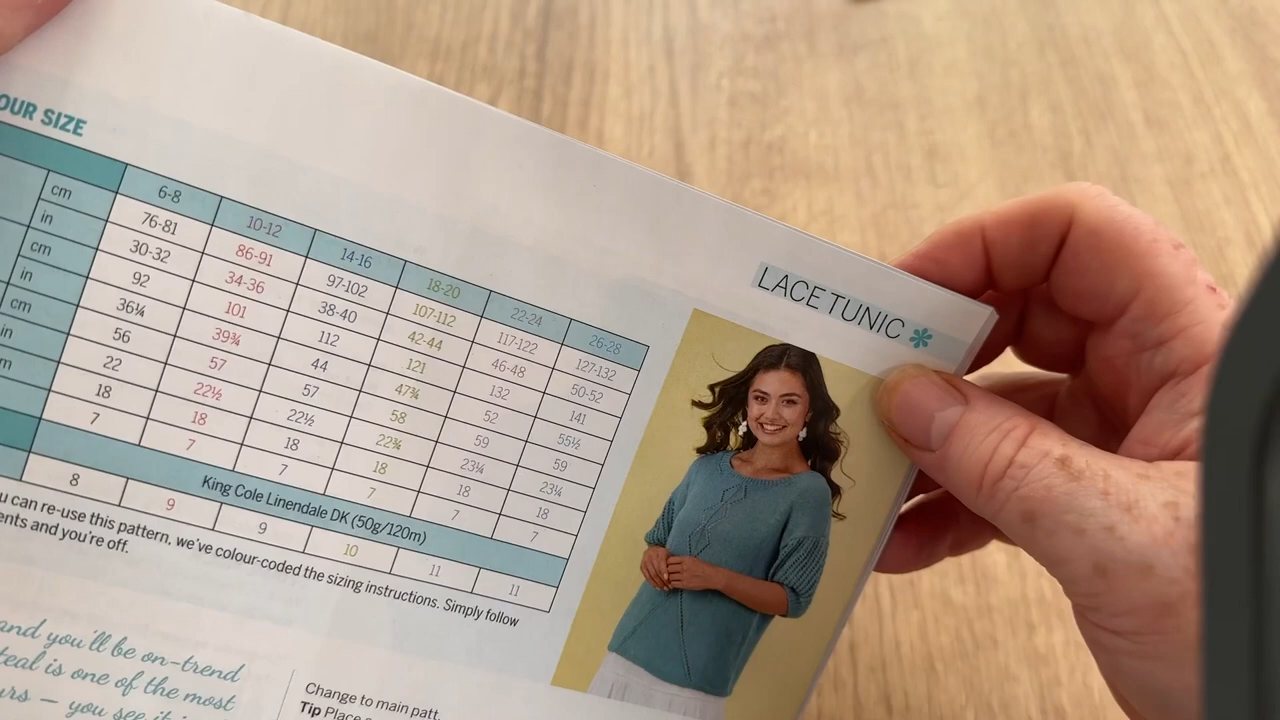 OUR SIZE
LACE TUNIC
6-8 10-12 14-16 18-20 22-24 26-28
cm 76-81 86-91 97-102 107-112 117-122 127-132
in 30-32 34-36 38-40 42-44 46-48 50-52
cm 92 101 112 121 132 141
in 36¼ 39¾ 44 47¾ 52 55½
cm 56 57 57 58 59 59
in 22 22½ 22½ 22¾ 23¼ 23¼
m 18 18 18 18 18 18
7 7 7 7 7 7
King Cole Linendale DK (50g/120m)
8 9 9 10 11 11
u can re-use this pattern, we've colour-coded the sizing instructions. Simply follow
ents and you're off.
and you'll be on-trend
teal is one of the most
urs – you see it i
Change to main patt.
Tip Place